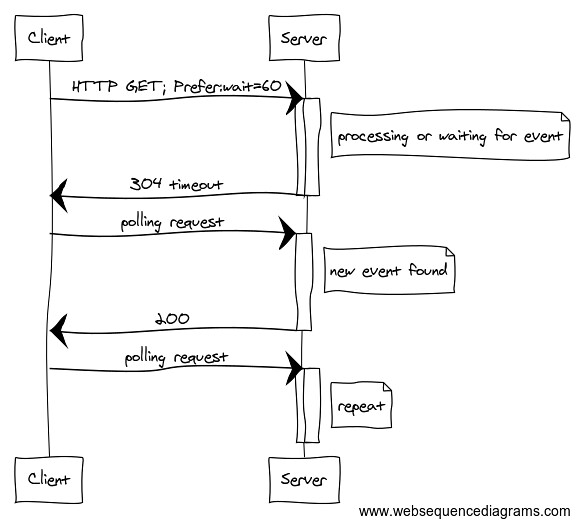 Client
Server
HTTP GET; Prefer:wait=60
processing or waiting for event
304 timeout
polling request
new event found
200
polling request
repeat
Client
Server
www.websequencediagrams.com